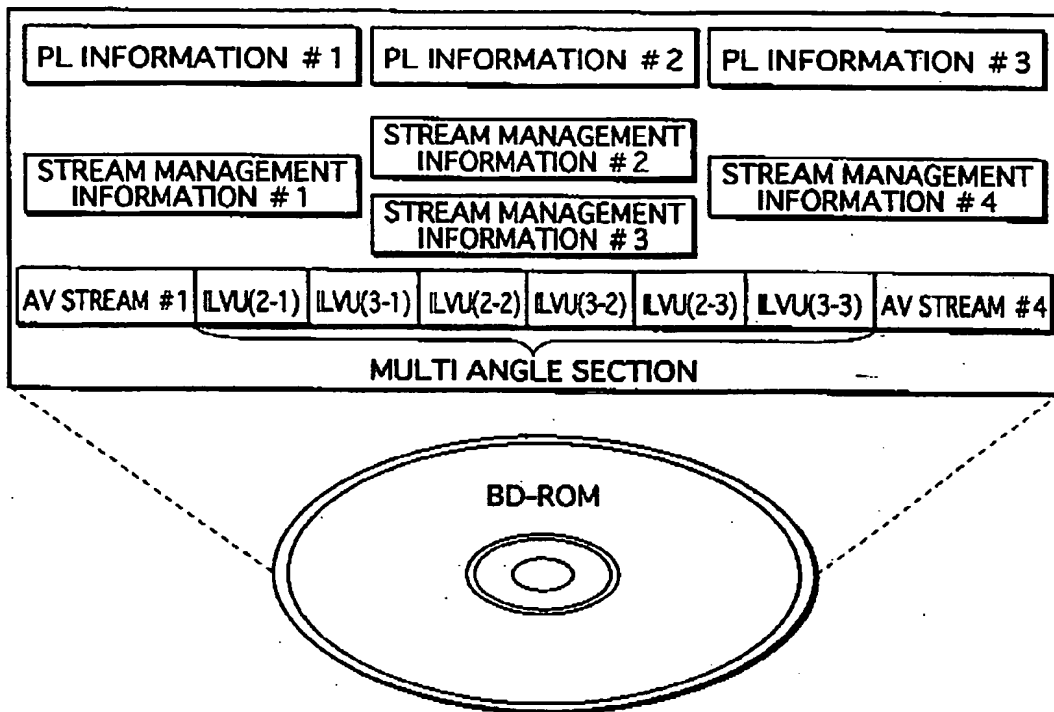 PL INFORMATION #1 PL INFORMATION #2 PL INFORMATION #3
STREAM MANAGEMENT
INFORMATION #1
STREAM MANAGEMENT
INFORMATION #2
STREAM MANAGEMENT
INFORMATION #3
STREAM MANAGEMENT
INFORMATION #4
AV STREAM #1 ILVU(2-1) ILVU(3-1) ILVU(2-2) ILVU(3-2) ILVU(2-3) ILVU(3-3) AV STREAM #4
MULTI ANGLE SECTION
BD-ROM